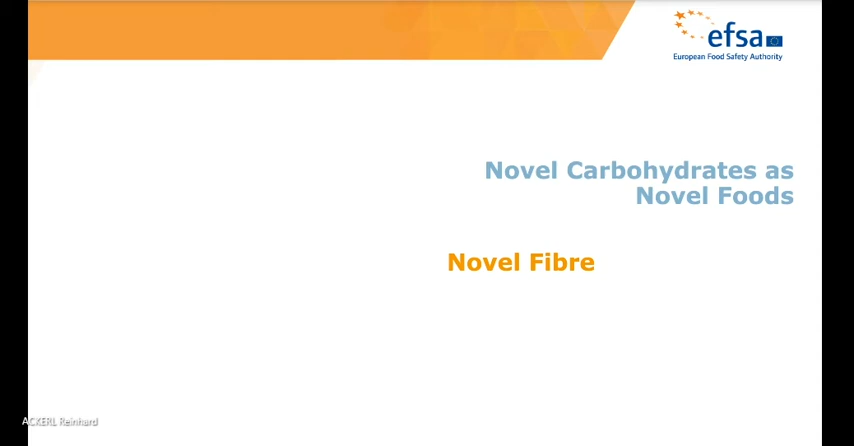 efsa
European Food Safety Authority
Novel Carbohydrates as
Novel Foods
Novel Fibre
ACKERL Reinhard